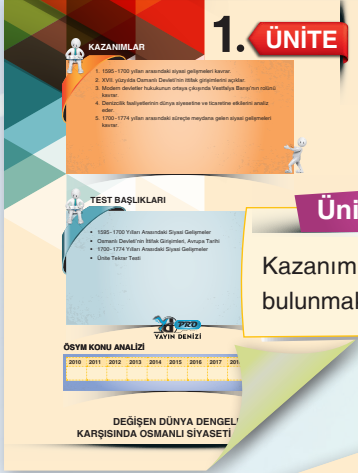 1. ÜNİTE
KAZANIMLAR
1. 1595-1700 yılları arasındaki siyasi gelişmeleri kavrar.
2. XVII. yüzyılda Osmanlı Devleti'nin ittifak girişimlerini açıklar.
3. Modern devletler hukukunun ortaya çıkışında Vestfalya Barışı'nın rolünü
kavrar.
4. Denizcilik faaliyetlerinin dünya siyasetine ve ticaretine etkilerini analiz
eder.
5. 1700-1774 yılları arasındaki süreçte meydana gelen siyasi gelişmeleri
kavrar.
TEST BAŞLIKLARI
• 1595-1700 Yılları Arasındaki Siyasi Gelişmeler
• Osmanlı Devleti'nin İttifak Girişimleri, Avrupa Tarihi
• 1700-1774 Yılları Arasındaki Siyasi Gelişmeler
• Ünite Tekrar Testi
Üni
Kazanım
bulunmak
yd PRO
YAYIN DENİZİ
ÖSYM KONU ANALİZİ
2010 2011 2012 2013 2014 2015 2016 2017 201
DEĞİŞEN DÜNYA DENGEL
KARŞISINDA OSMANLI SİYASETİ